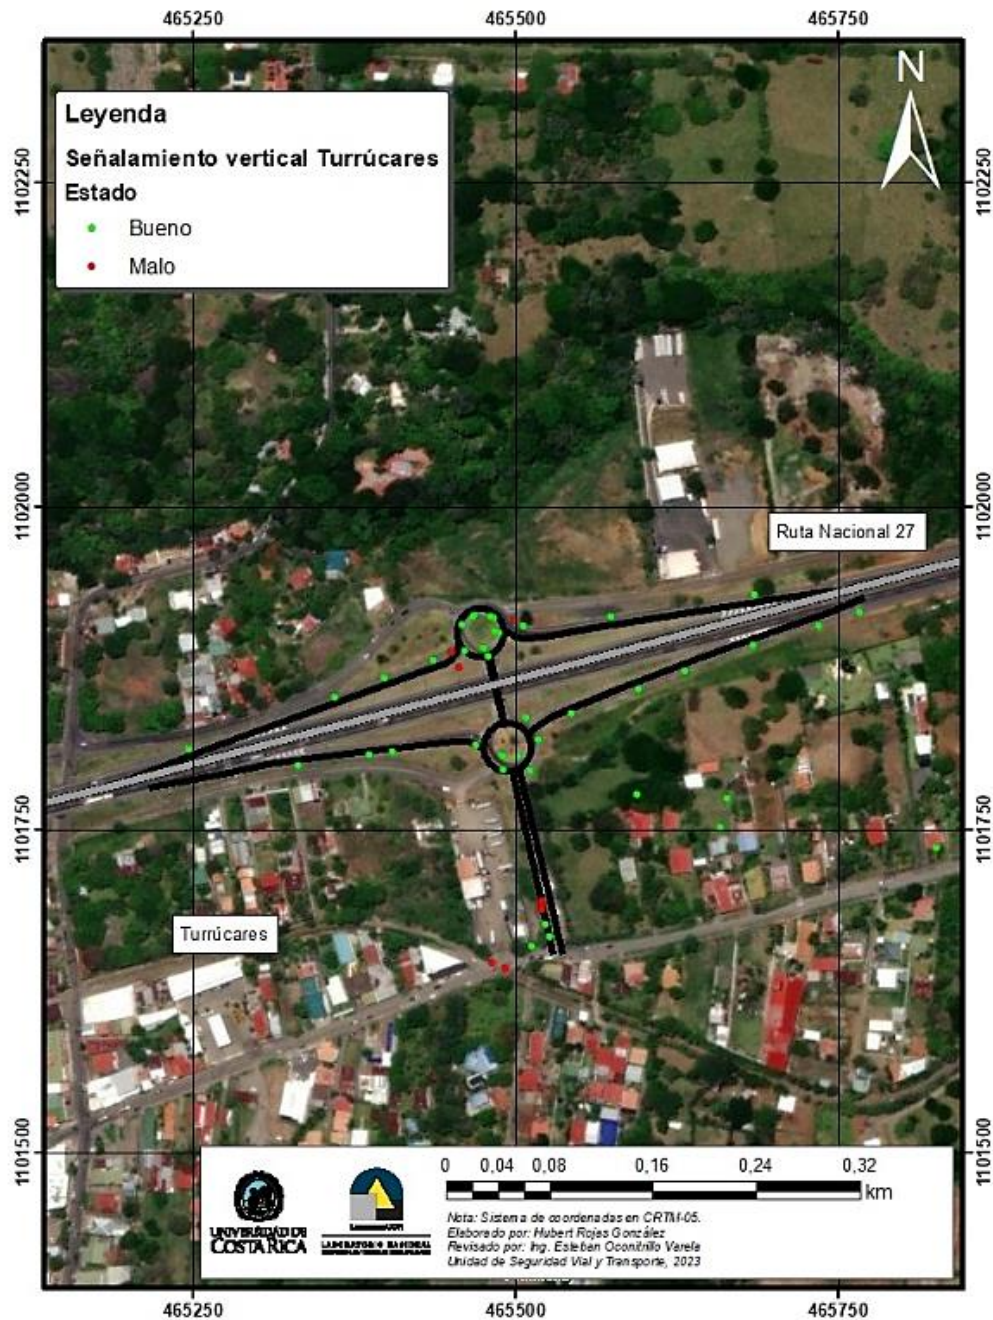 465250 465500 465750
N
Leyenda
Señalamiento vertical Turrúcares
Estado
Bueno
Malo
1102250 1102250
1102000 1102000
Ruta Nacional 27
1101750 1101750
Turrúcares
1101500 1101500
0 0,04 0,08 0,16 0,24 0,32
km
UNIVERSIDAD DE
COSTA RICA
LanammeUCR
LABORATORIO NACIONAL
Nota: Sistema de coordenadas en CRTM-05.
Elaborado por: Hubert Rojas González
Revisado por: Ing. Esteban Oconitrillo Varela
Unidad de Seguridad Vial y Transporte, 2023
465250 465500 465750